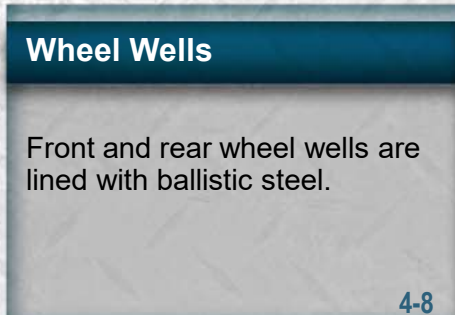 Wheel Wells
Front and rear wheel wells are
lined with ballistic steel.
4-8